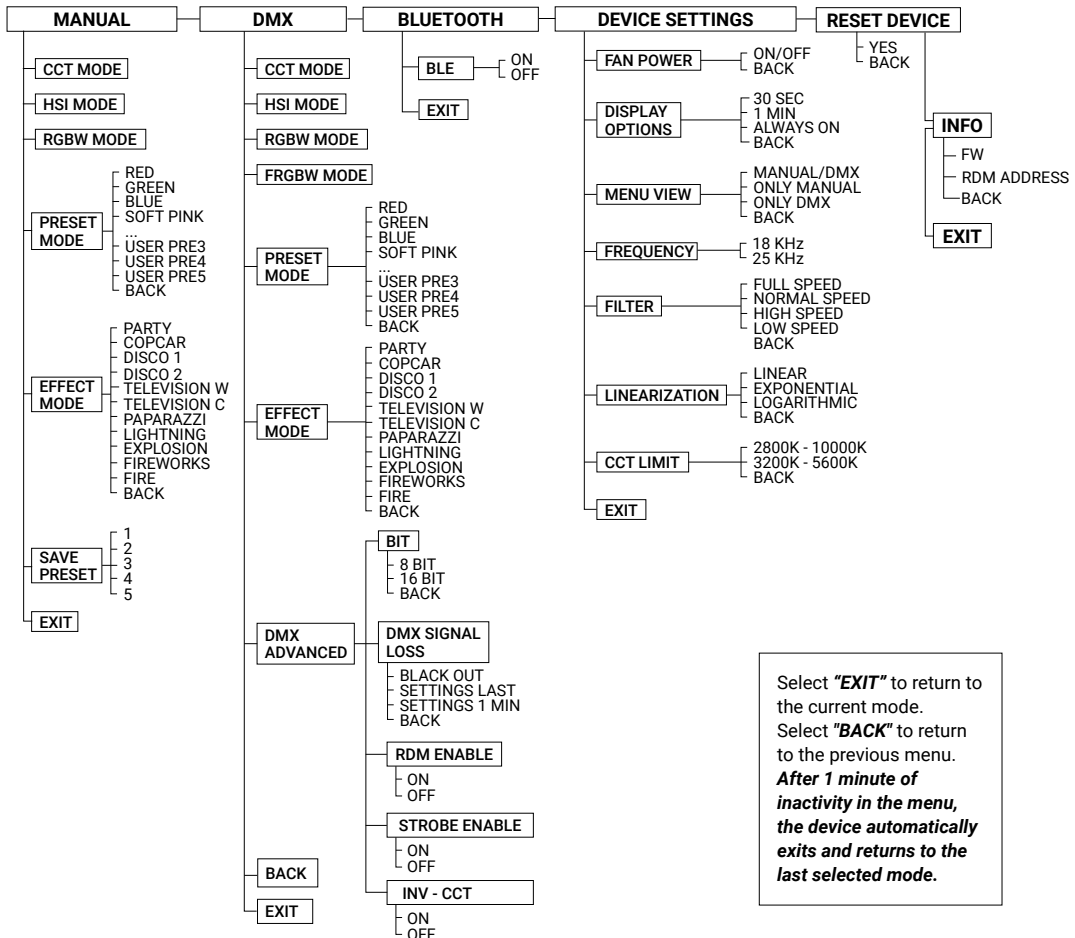 MANUAL
CCT MODE
HSI MODE
RGBW MODE
PRESET
MODE
RED
GREEN
BLUE
SOFT PINK
...
USER PRE3
USER PRE4
USER PRE5
BACK
EFFECT
MODE
PARTY
COPCAR
DISCO 1
DISCO 2
TELEVISION W
TELEVISION C
PAPARAZZI
LIGHTNING
EXPLOSION
FIREWORKS
FIRE
BACK
SAVE
PRESET
1
2
3
4
5
EXIT
DMX
CCT MODE
HSI MODE
RGBW MODE
FRGBW MODE
PRESET
MODE
RED
GREEN
BLUE
SOFT PINK
...
USER PRE3
USER PRE4
USER PRE5
BACK
EFFECT
MODE
PARTY
COPCAR
DISCO 1
DISCO 2
TELEVISION W
TELEVISION C
PAPARAZZI
LIGHTNING
EXPLOSION
FIREWORKS
FIRE
BACK
DMX
ADVANCED
BIT
8 BIT
16 BIT
BACK
DMX SIGNAL
LOSS
BLACK OUT
SETTINGS LAST
SETTINGS 1 MIN
BACK
RDM ENABLE
ON
OFF
STROBE ENABLE
ON
OFF
INV - CCT
ON
OFF
BACK
EXIT
BLUETOOTH
BLE
ON
OFF
EXIT
DEVICE SETTINGS
FAN POWER
ON/OFF
BACK
DISPLAY
OPTIONS
30 SEC
1 MIN
ALWAYS ON
BACK
MENU VIEW
MANUAL/DMX
ONLY MANUAL
ONLY DMX
BACK
FREQUENCY
18 KHz
25 KHz
FILTER
FULL SPEED
NORMAL SPEED
HIGH SPEED
LOW SPEED
BACK
LINEARIZATION
LINEAR
EXPONENTIAL
LOGARITHMIC
BACK
CCT LIMIT
2800K - 10000K
3200K - 5600K
BACK
EXIT
RESET DEVICE
YES
BACK
INFO
FW
RDM ADDRESS
BACK
EXIT
Select "EXIT" to return to
the current mode.
Select "BACK" to return
to the previous menu.
After 1 minute of
inactivity in the menu,
the device automatically
exits and returns to the
last selected mode.